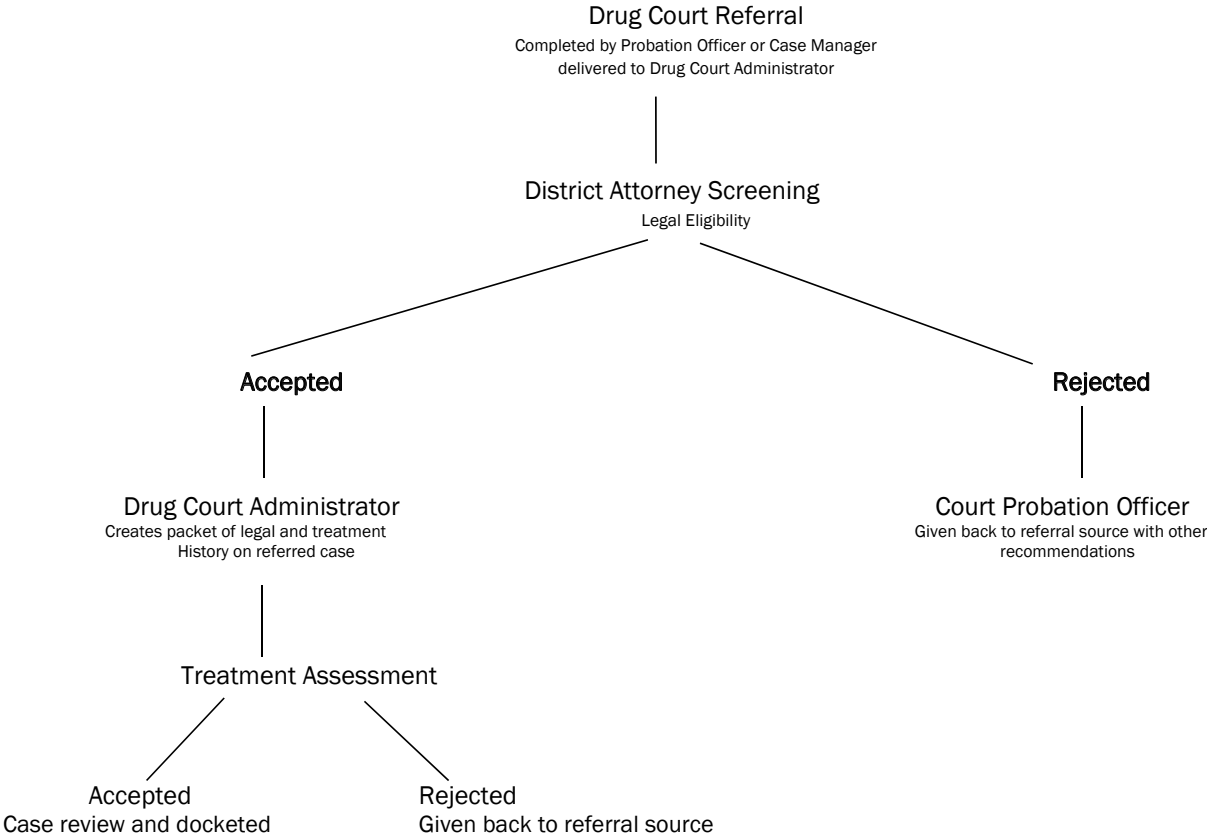 Drug Court Referral
Completed by Probation Officer or Case Manager
delivered to Drug Court Administrator
District Attorney Screening
Legal Eligibility
Accepted
Rejected
Drug Court Administrator
Creates packet of legal and treatment
History on referred case
Court Probation Officer
Given back to referral source with other
recommendations
Treatment Assessment
Accepted
Case review and docketed
Rejected
Given back to referral source